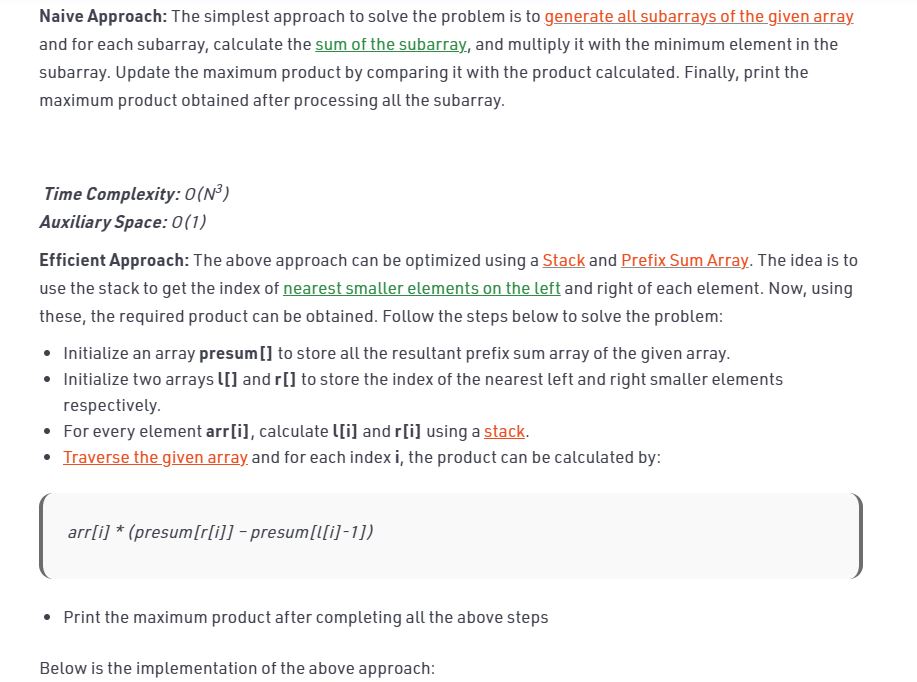 Naive Approach: The simplest approach to solve the problem is to generate all subarrays of the given array
and for each subarray, calculate the sum of the subarray, and multiply it with the minimum element in the
subarray. Update the maximum product by comparing it with the product calculated. Finally, print the
maximum product obtained after processing all the subarray.
Time Complexity: O(N³)
Auxiliary Space: O(1)
Efficient Approach: The above approach can be optimized using a Stack and Prefix Sum Array. The idea is to
use the stack to get the index of nearest smaller elements on the left and right of each element. Now, using
these, the required product can be obtained. Follow the steps below to solve the problem:
• Initialize an array presum[] to store all the resultant prefix sum array of the given array.
• Initialize two arrays l[] and r[] to store the index of the nearest left and right smaller elements
respectively.
• For every element arr[i], calculate l[i] and r[i] using a stack.
• Traverse the given array and for each index i, the product can be calculated by:
arr[i] * (presum[r[i]] – presum[l[i]-1])
• Print the maximum product after completing all the above steps
Below is the implementation of the above approach: